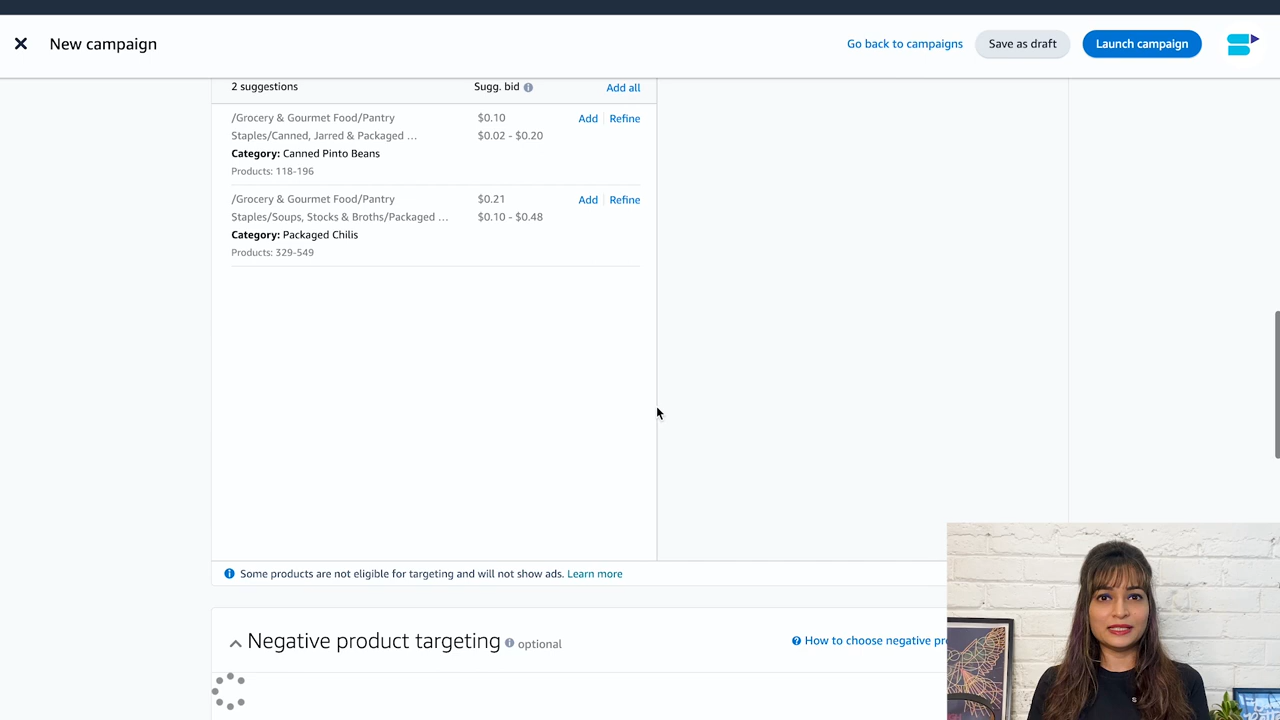 New campaign
Go back to campaigns
Save as draft
Launch campaign
2 suggestions
Sugg. bid
Add all
/Grocery & Gourmet Food/Pantry
$0.10
Add
Refine
Staples/Canned, Jarred & Packaged ...
$0.02 - $0.20
Category: Canned Pinto Beans
Products: 118-196
/Grocery & Gourmet Food/Pantry
$0.21
Add
Refine
Staples/Soups, Stocks & Broths/Packaged ...
$0.10 - $0.48
Category: Packaged Chilis
Products: 329-549
Some products are not eligible for targeting and will not show ads. Learn more
Negative product targeting
optional
How to choose negative